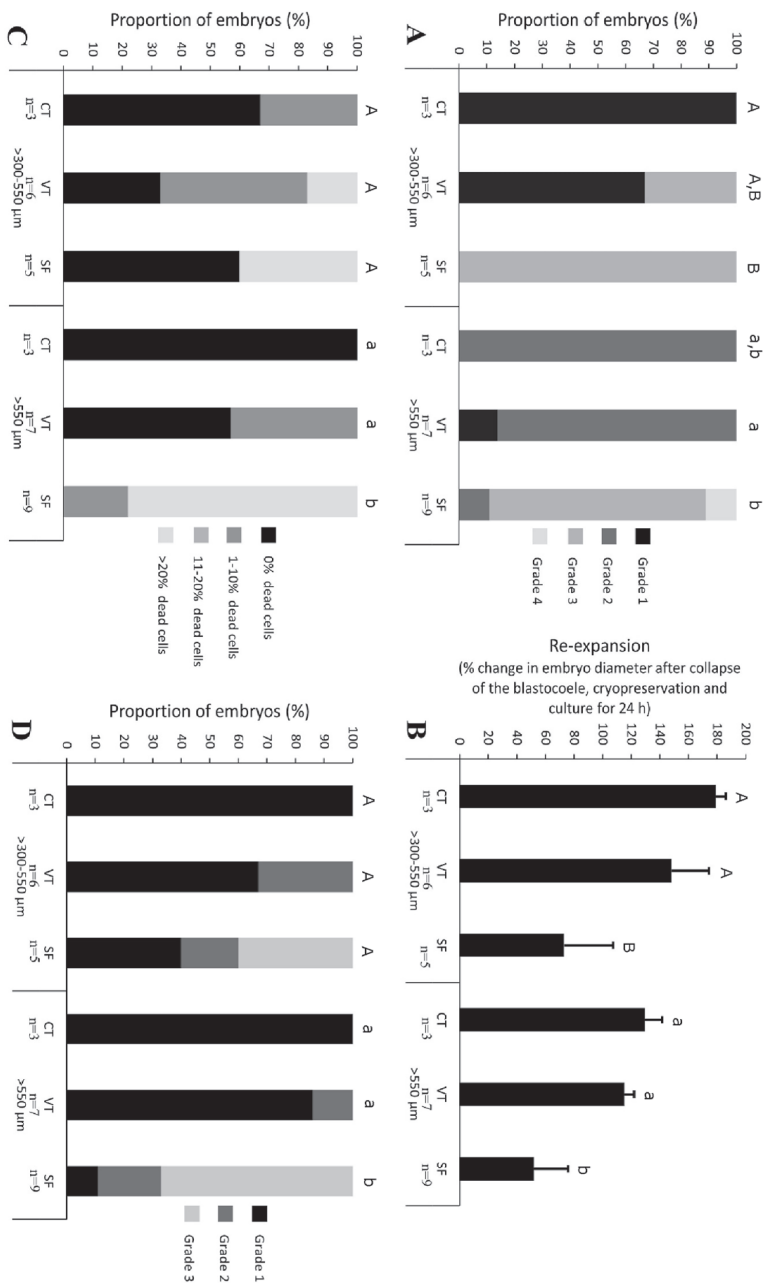 A
Proportion of embryos (%)
100
90
80
70
60
50
40
30
20
10
0
A
A,B
B
a,b
a
b
CT
VT
SF
CT
VT
SF
n=3
n=6
n=5
n=3
n=7
n=9
>300-550 µm
>550 µm
Grade 1
Grade 2
Grade 3
Grade 4
B
Re-expansion
(% change in embryo diameter after collapse
of the blastocoele, cryopreservation and
culture for 24 h)
200
180
160
140
120
100
80
60
40
20
0
A
A
B
a
a
b
CT
VT
SF
CT
VT
SF
n=3
n=6
n=5
n=3
n=7
n=9
>300-550 µm
>550 µm
C
Proportion of embryos (%)
100
90
80
70
60
50
40
30
20
10
0
A
A
A
a
a
b
CT
VT
SF
CT
VT
SF
n=3
n=6
n=5
n=3
n=7
n=9
>300-550 µm
>550 µm
0% dead cells
1-10% dead cells
11-20% dead cells
>20% dead cells
D
Proportion of embryos (%)
100
90
80
70
60
50
40
30
20
10
0
A
A
A
a
a
b
CT
VT
SF
CT
VT
SF
n=3
n=6
n=5
n=3
n=7
n=9
>300-550 µm
>550 µm
Grade 1
Grade 2
Grade 3